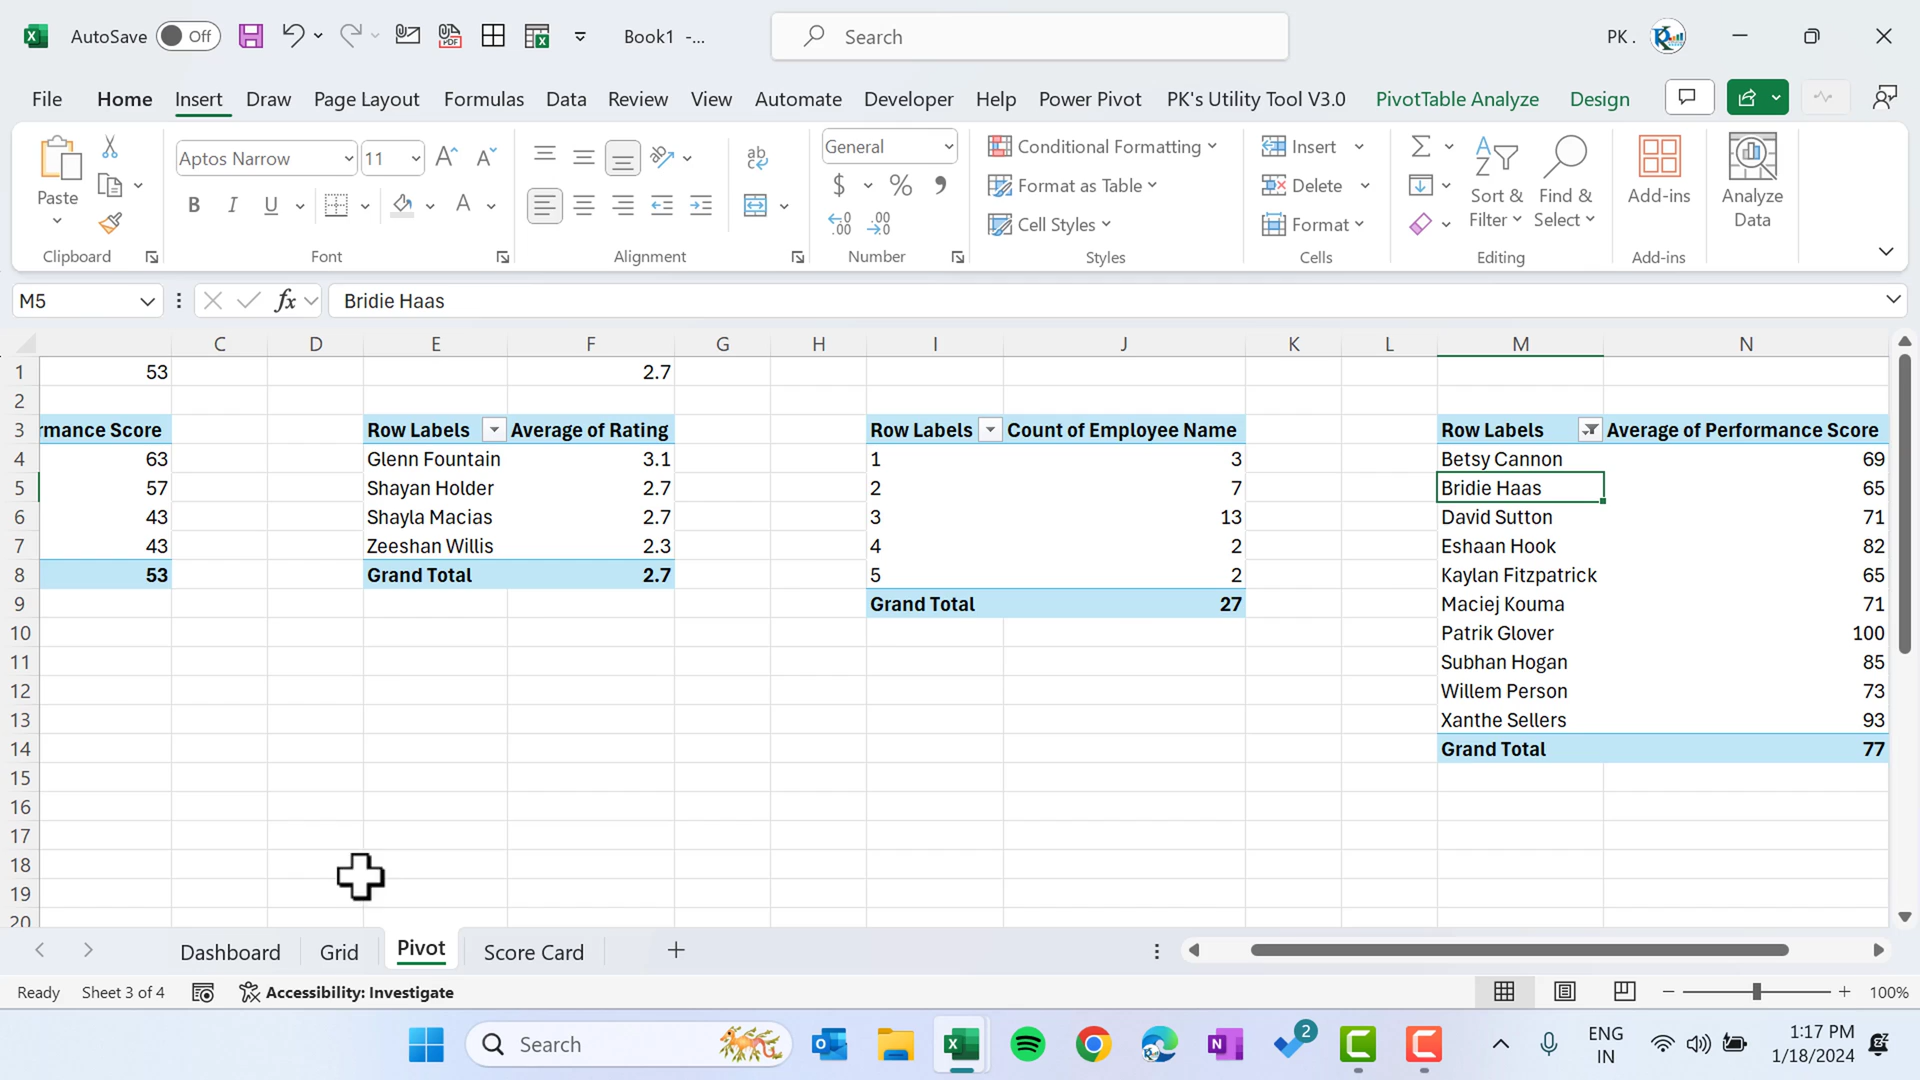 AutoSave Off Book1 -... Search PK .
File Home Insert Draw Page Layout Formulas Data Review View Automate Developer Help Power Pivot PK's Utility Tool V3.0 PivotTable Analyze Design
Paste
Clipboard
Aptos Narrow 11
B I U
Font
ab
Alignment
General
$ % ,
Number
Conditional Formatting
Format as Table
Cell Styles
Styles
Insert
Delete
Format
Cells
Sort & Filter
Find & Select
Editing
Add-ins
Add-ins
Analyze Data
M5 fx Bridie Haas
C D E F G H I J K L M N
1 53 2.7
2
3 rmance Score Row Labels Average of Rating Row Labels Count of Employee Name Row Labels Average of Performance Score
4 63 Glenn Fountain 3.1 1 3 Betsy Cannon 69
5 57 Shayan Holder 2.7 2 7 Bridie Haas 65
6 43 Shayla Macias 2.7 3 13 David Sutton 71
7 43 Zeeshan Willis 2.3 4 2 Eshaan Hook 82
8 53 Grand Total 2.7 5 2 Kaylan Fitzpatrick 65
9 Grand Total 27 Maciej Kouma 71
10 Patrik Glover 100
11 Subhan Hogan 85
12 Willem Person 73
13 Xanthe Sellers 93
14 Grand Total 77
15
16
17
18
19
20
Dashboard Grid Pivot Score Card
Ready Sheet 3 of 4 Accessibility: Investigate 100%
Search 2 ENG IN 1:17 PM 1/18/2024